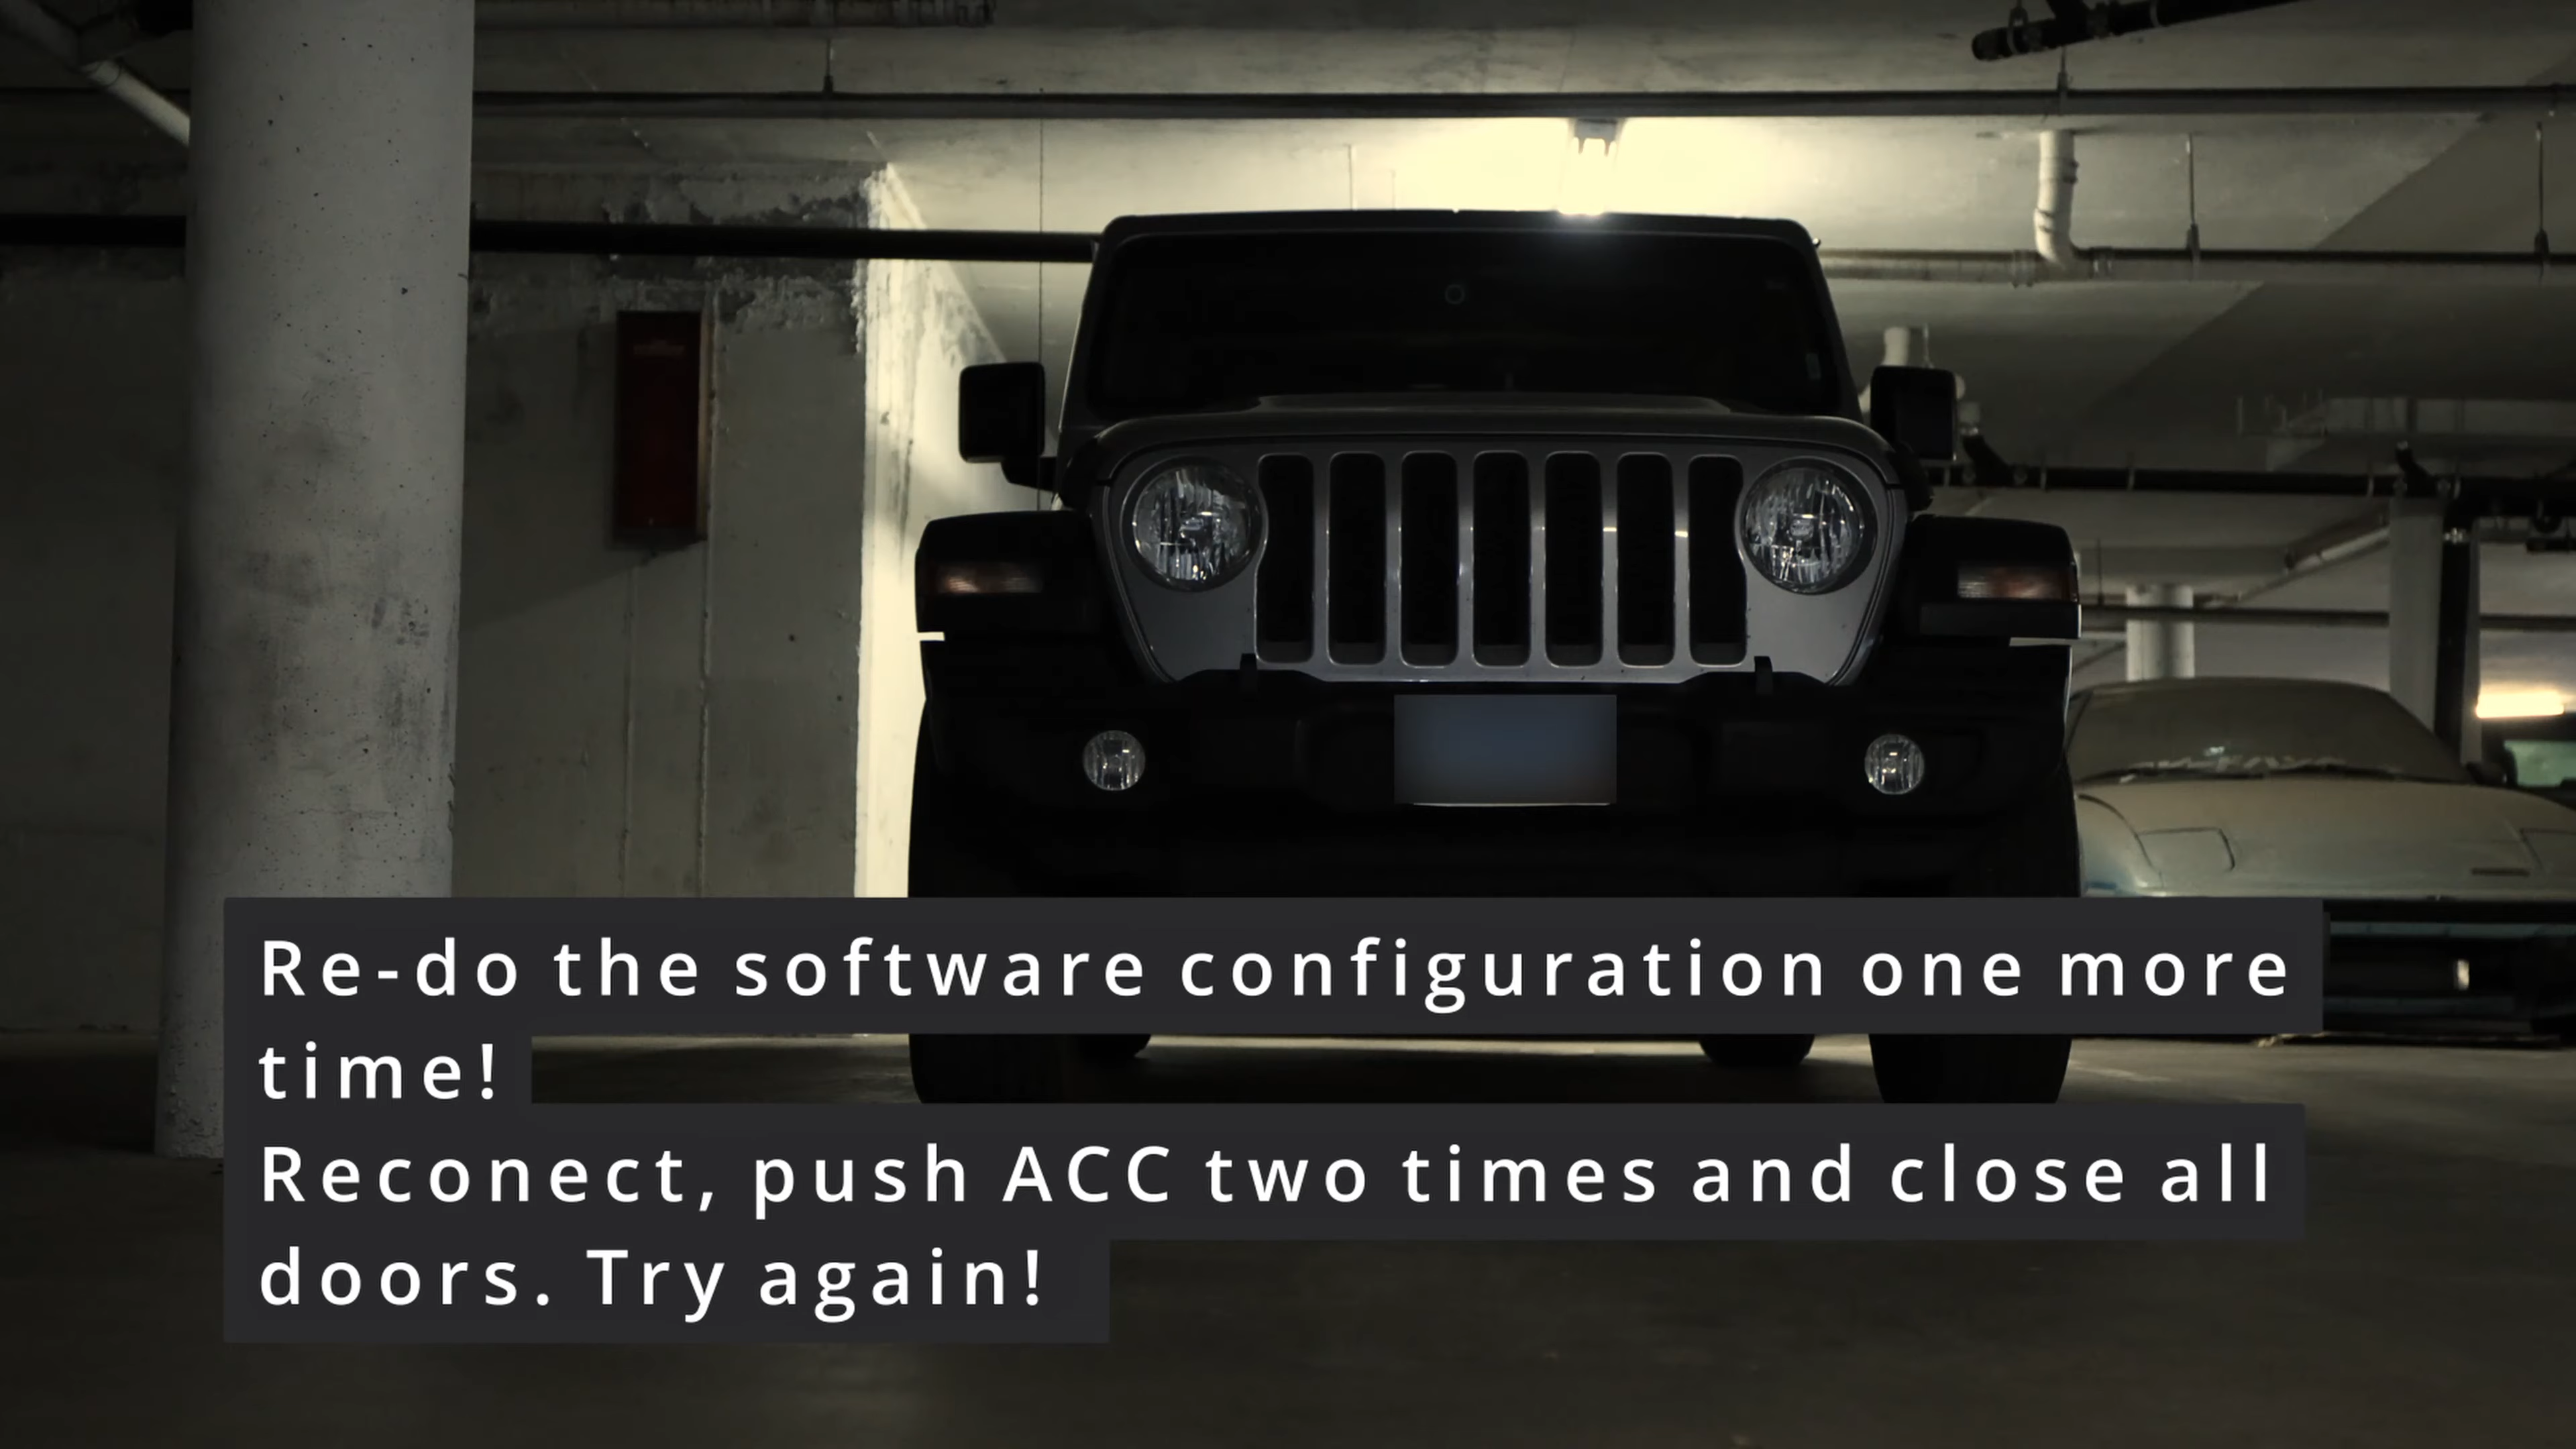 Re-do the software configuration one more
time!
Reconect, push ACC two times and close all
doors. Try again!